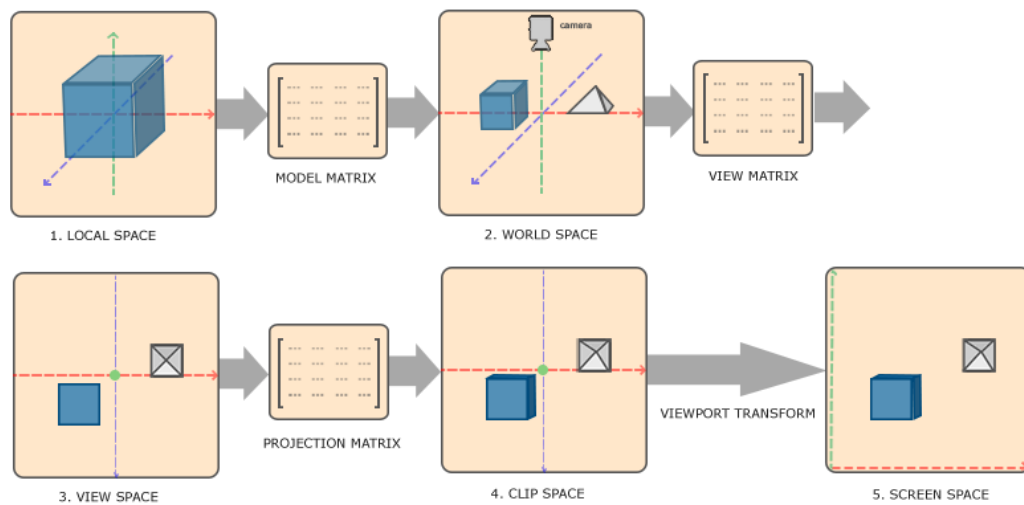 camera
MODEL MATRIX
VIEW MATRIX
1. LOCAL SPACE
2. WORLD SPACE
PROJECTION MATRIX
VIEWPORT TRANSFORM
3. VIEW SPACE
4. CLIP SPACE
5. SCREEN SPACE